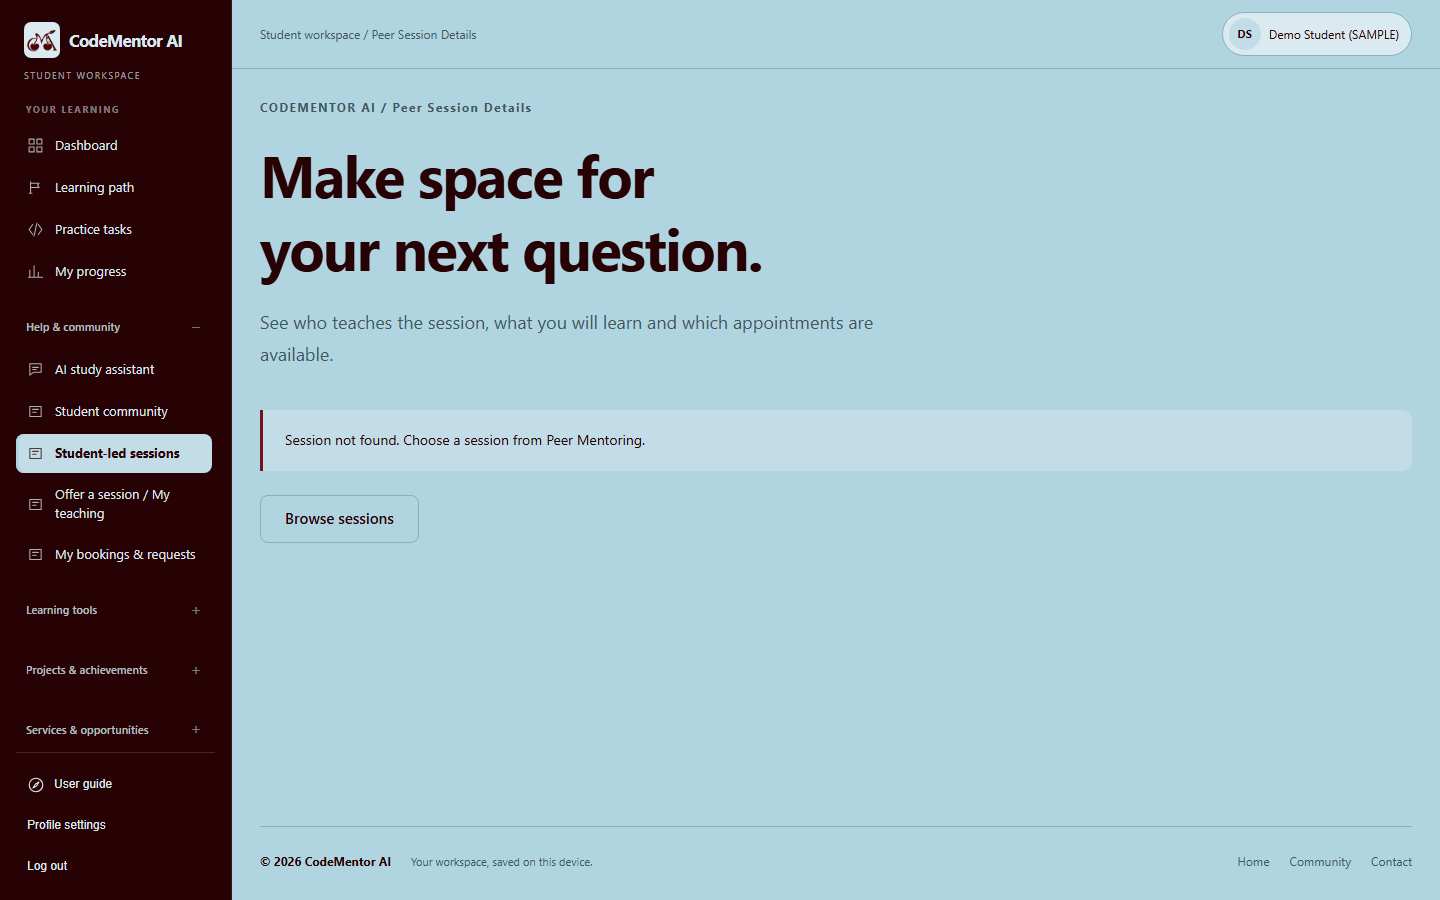 CodeMentor AI
STUDENT WORKSPACE
YOUR LEARNING
Dashboard
Learning path
Practice tasks
My progress
Help & community
AI study assistant
Student community
Student-led sessions
Offer a session / My
teaching
My bookings & requests
Learning tools
Projects & achievements
Services & opportunities
User guide
Profile settings
Log out
Student workspace / Peer Session Details
DS
Demo Student (SAMPLE)
CODEMENTOR AI / Peer Session Details
Make space for
your next question.
See who teaches the session, what you will learn and which appointments are
available.
Session not found. Choose a session from Peer Mentoring.
Browse sessions
© 2026 CodeMentor AI
Your workspace, saved on this device.
Home
Community
Contact